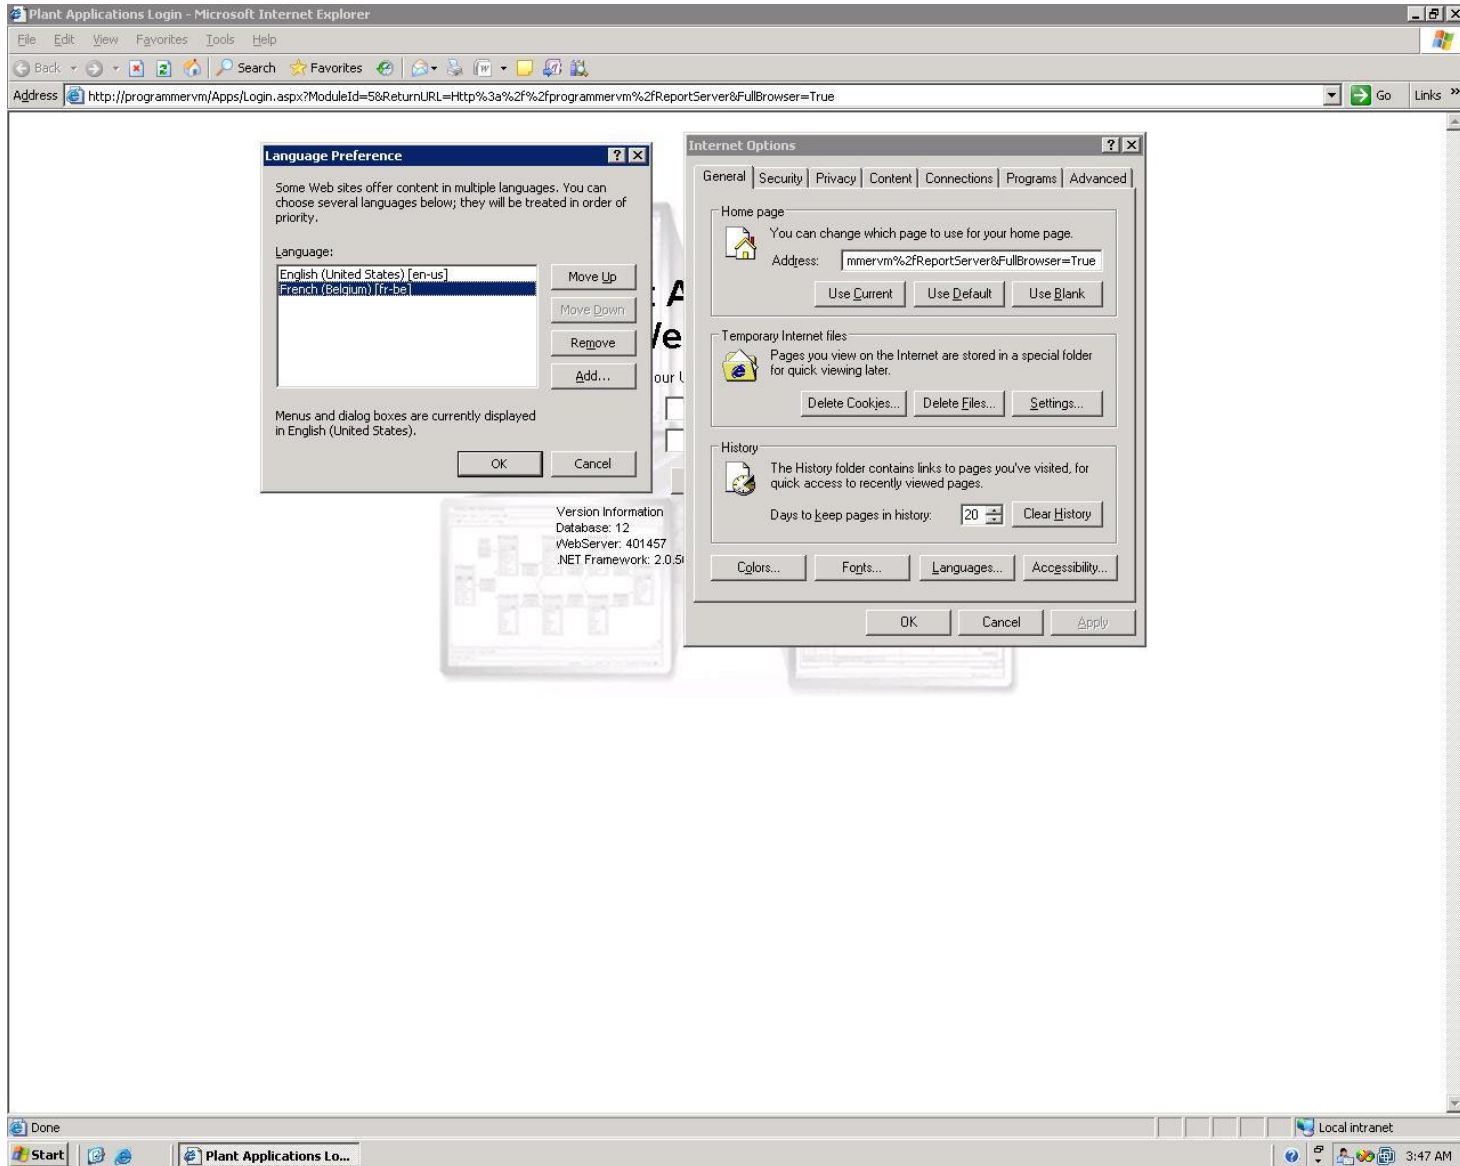 Plant Applications Login - Microsoft Internet Explorer
File Edit View Favorites Tools Help
Back Search Favorites
Address http://programmervm/Apps/Login.aspx?ModuleId=5&ReturnURL=Http%3a%2f%2fprogrammervm%2fReportServer&FullBrowser=True Go Links »
Language Preference
Some Web sites offer content in multiple languages. You can
choose several languages below; they will be treated in order of
priority.
Language:
English (United States) [en-us]
French (Belgium) [fr-be]
Move Up
Move Down
Remove
Add...
Menus and dialog boxes are currently displayed
in English (United States).
OK Cancel
Internet Options
General Security Privacy Content Connections Programs Advanced
Home page
You can change which page to use for your home page.
Address: mmervm%2fReportServer&FullBrowser=True
Use Current Use Default Use Blank
Temporary Internet files
Pages you view on the Internet are stored in a special folder
for quick viewing later.
Delete Cookies... Delete Files... Settings...
History
The History folder contains links to pages you've visited, for
quick access to recently viewed pages.
Days to keep pages in history: 20 Clear History
Colors... Fonts... Languages... Accessibility...
OK Cancel Apply
Version Information
Database: 12
WebServer: 401457
.NET Framework: 2.0.5
Done Local intranet
Start Plant Applications Lo... 3:47 AM